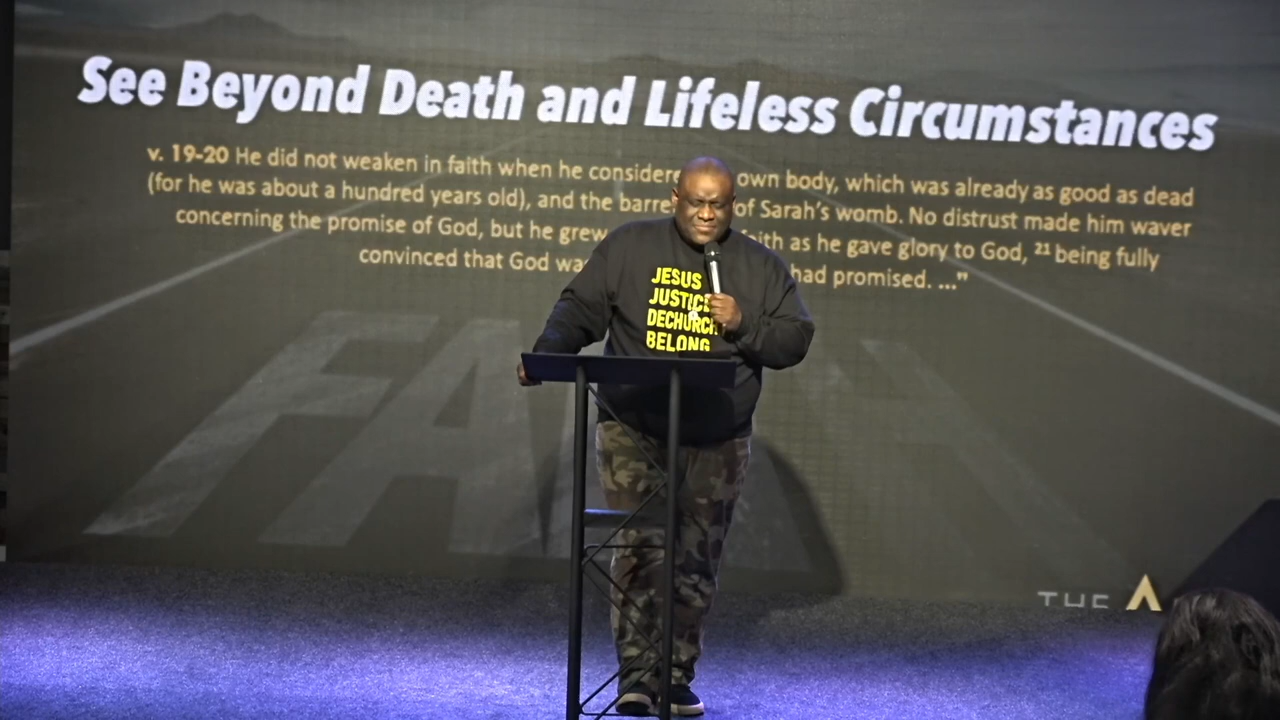 See Beyond Death and Lifeless Circumstances
v. 19-20 He did not weaken in faith when he considere own body, which was already as good as dead
(for he was about a hundred years old), and the barre of Sarah's womb. No distrust made him waver
concerning the promise of God, but he grew faith as he gave glory to God, 21 being fully
convinced that God was had promised. ..."
JESUS
JUSTICE
DECHURCH
BELONG
FA
THE